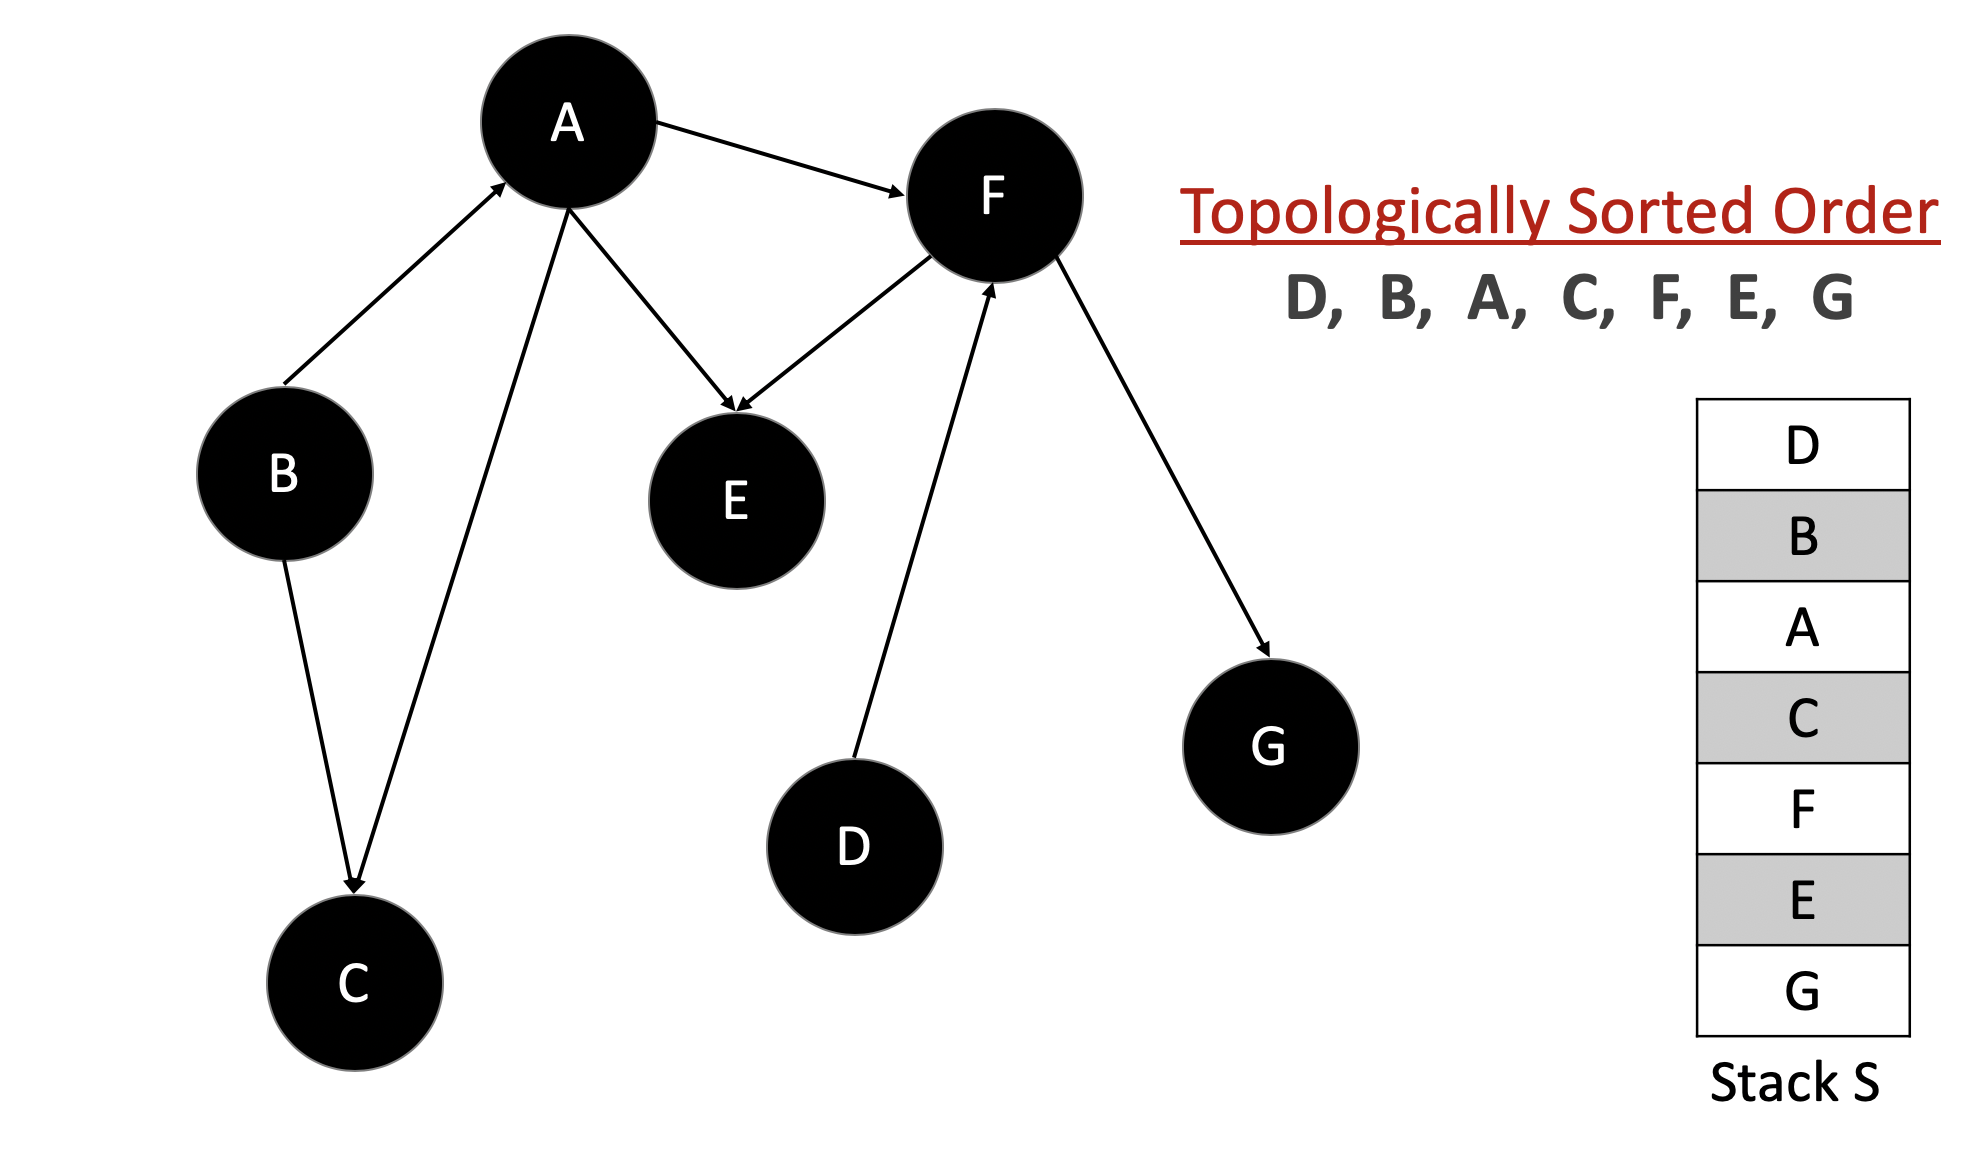 A
F
Topologically Sorted Order
D, B, A, C, F, E, G
B
E
D
G
C
D
B
A
C
F
E
G
Stack S